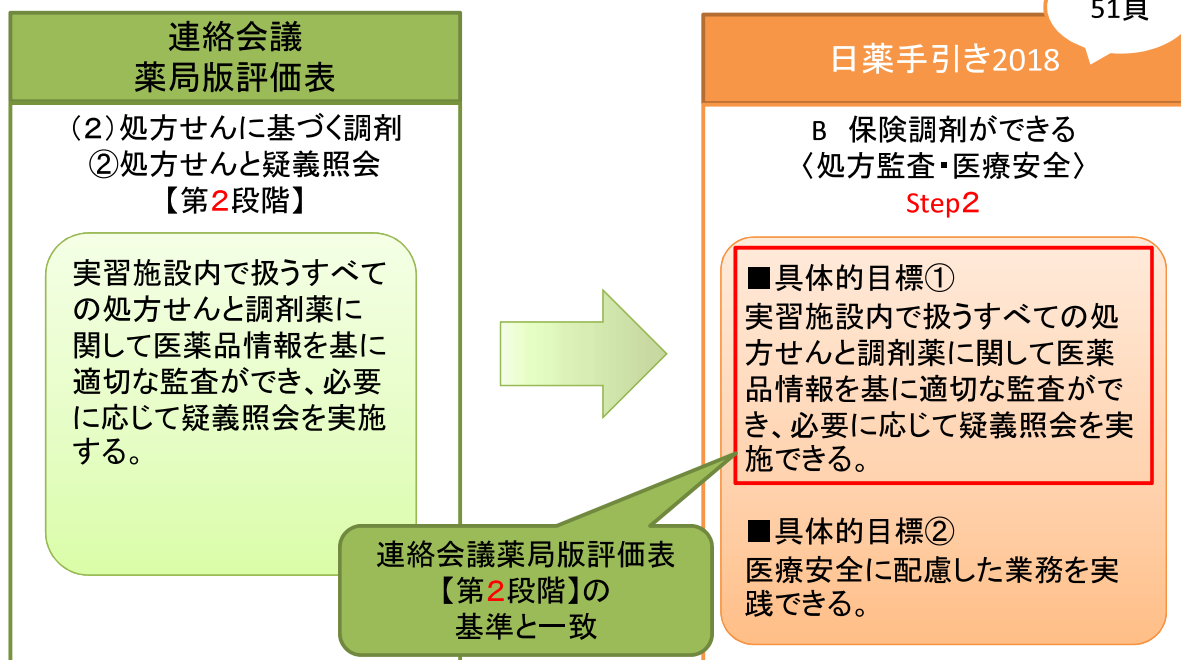 連絡会議
薬局版評価表
（２）処方せんに基づく調剤
②処方せんと疑義照会
【第２段階】
実習施設内で扱うすべて
の処方せんと調剤薬に
関して医薬品情報を基に
適切な監査ができ、必要
に応じて疑義照会を実施
する。
51頁
日薬手引き2018
B　保険調剤ができる
〈処方監査・医療安全〉
Step２
■具体的目標①
実習施設内で扱うすべての処
方せんと調剤薬に関して医薬
品情報を基に適切な監査がで
き、必要に応じて疑義照会を実
施できる。
■具体的目標②
医療安全に配慮した業務を実
践できる。
連絡会議薬局版評価表
【第２段階】の
基準と一致